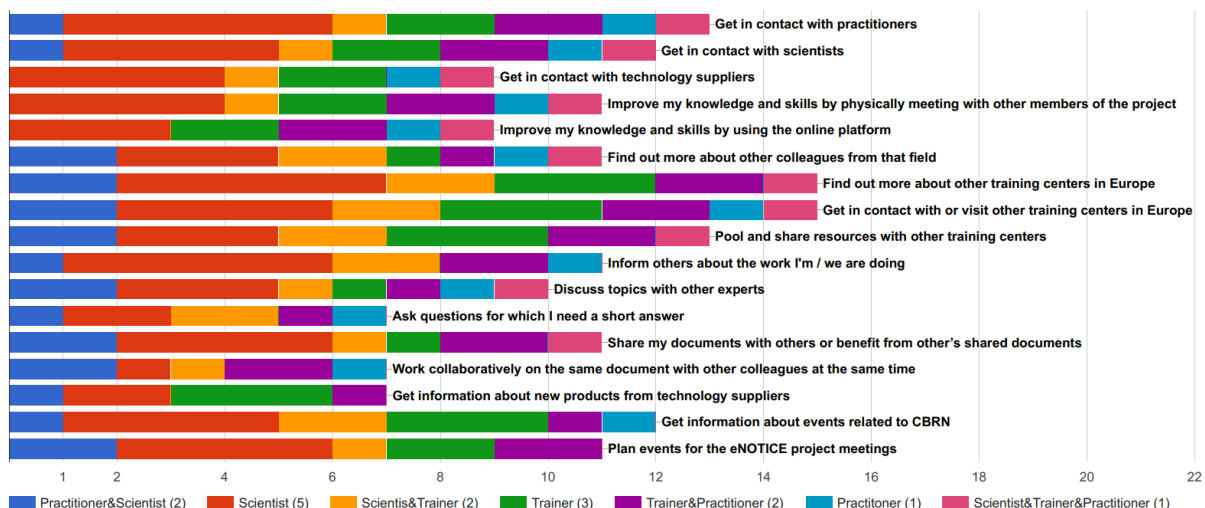 Get in contact with practitioners
Get in contact with scientists
Get in contact with technology suppliers
Improve my knowledge and skills by physically meeting with other members of the project
Improve my knowledge and skills by using the online platform
Find out more about other colleagues from that field
Find out more about other training centers in Europe
Get in contact with or visit other training centers in Europe
Pool and share resources with other training centers
Inform others about the work I'm / we are doing
Discuss topics with other experts
Ask questions for which I need a short answer
Share my documents with others or benefit from other’s shared documents
Work collaboratively on the same document with other colleagues at the same time
Get information about new products from technology suppliers
Get information about events related to CBRN
Plan events for the eNOTICE project meetings
1 2 4 6 8 10 12 14 16 18 20 22
Practitioner&Scientist (2) Scientist (5) Scientis&Trainer (2) Trainer (3) Trainer&Practitioner (2) Practitoner (1) Scientist&Trainer&Practitioner (1)